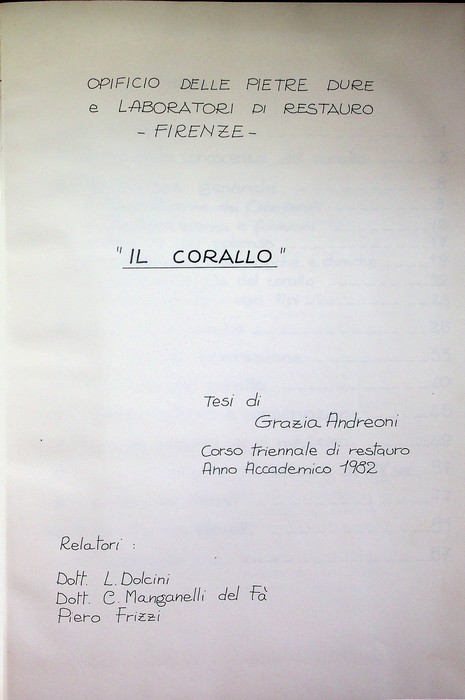 OPIFICIO DELLE PIETRE DURE
e LABORATORI DI RESTAURO
- FIRENZE -
"IL CORALLO"
Tesi di
Grazia Andreoni
Corso triennale di restauro
Anno Accademico 1982
Relatori :
Dott. L. Dolcini
Dott. C. Manganelli del Fà
Piero Frizzi